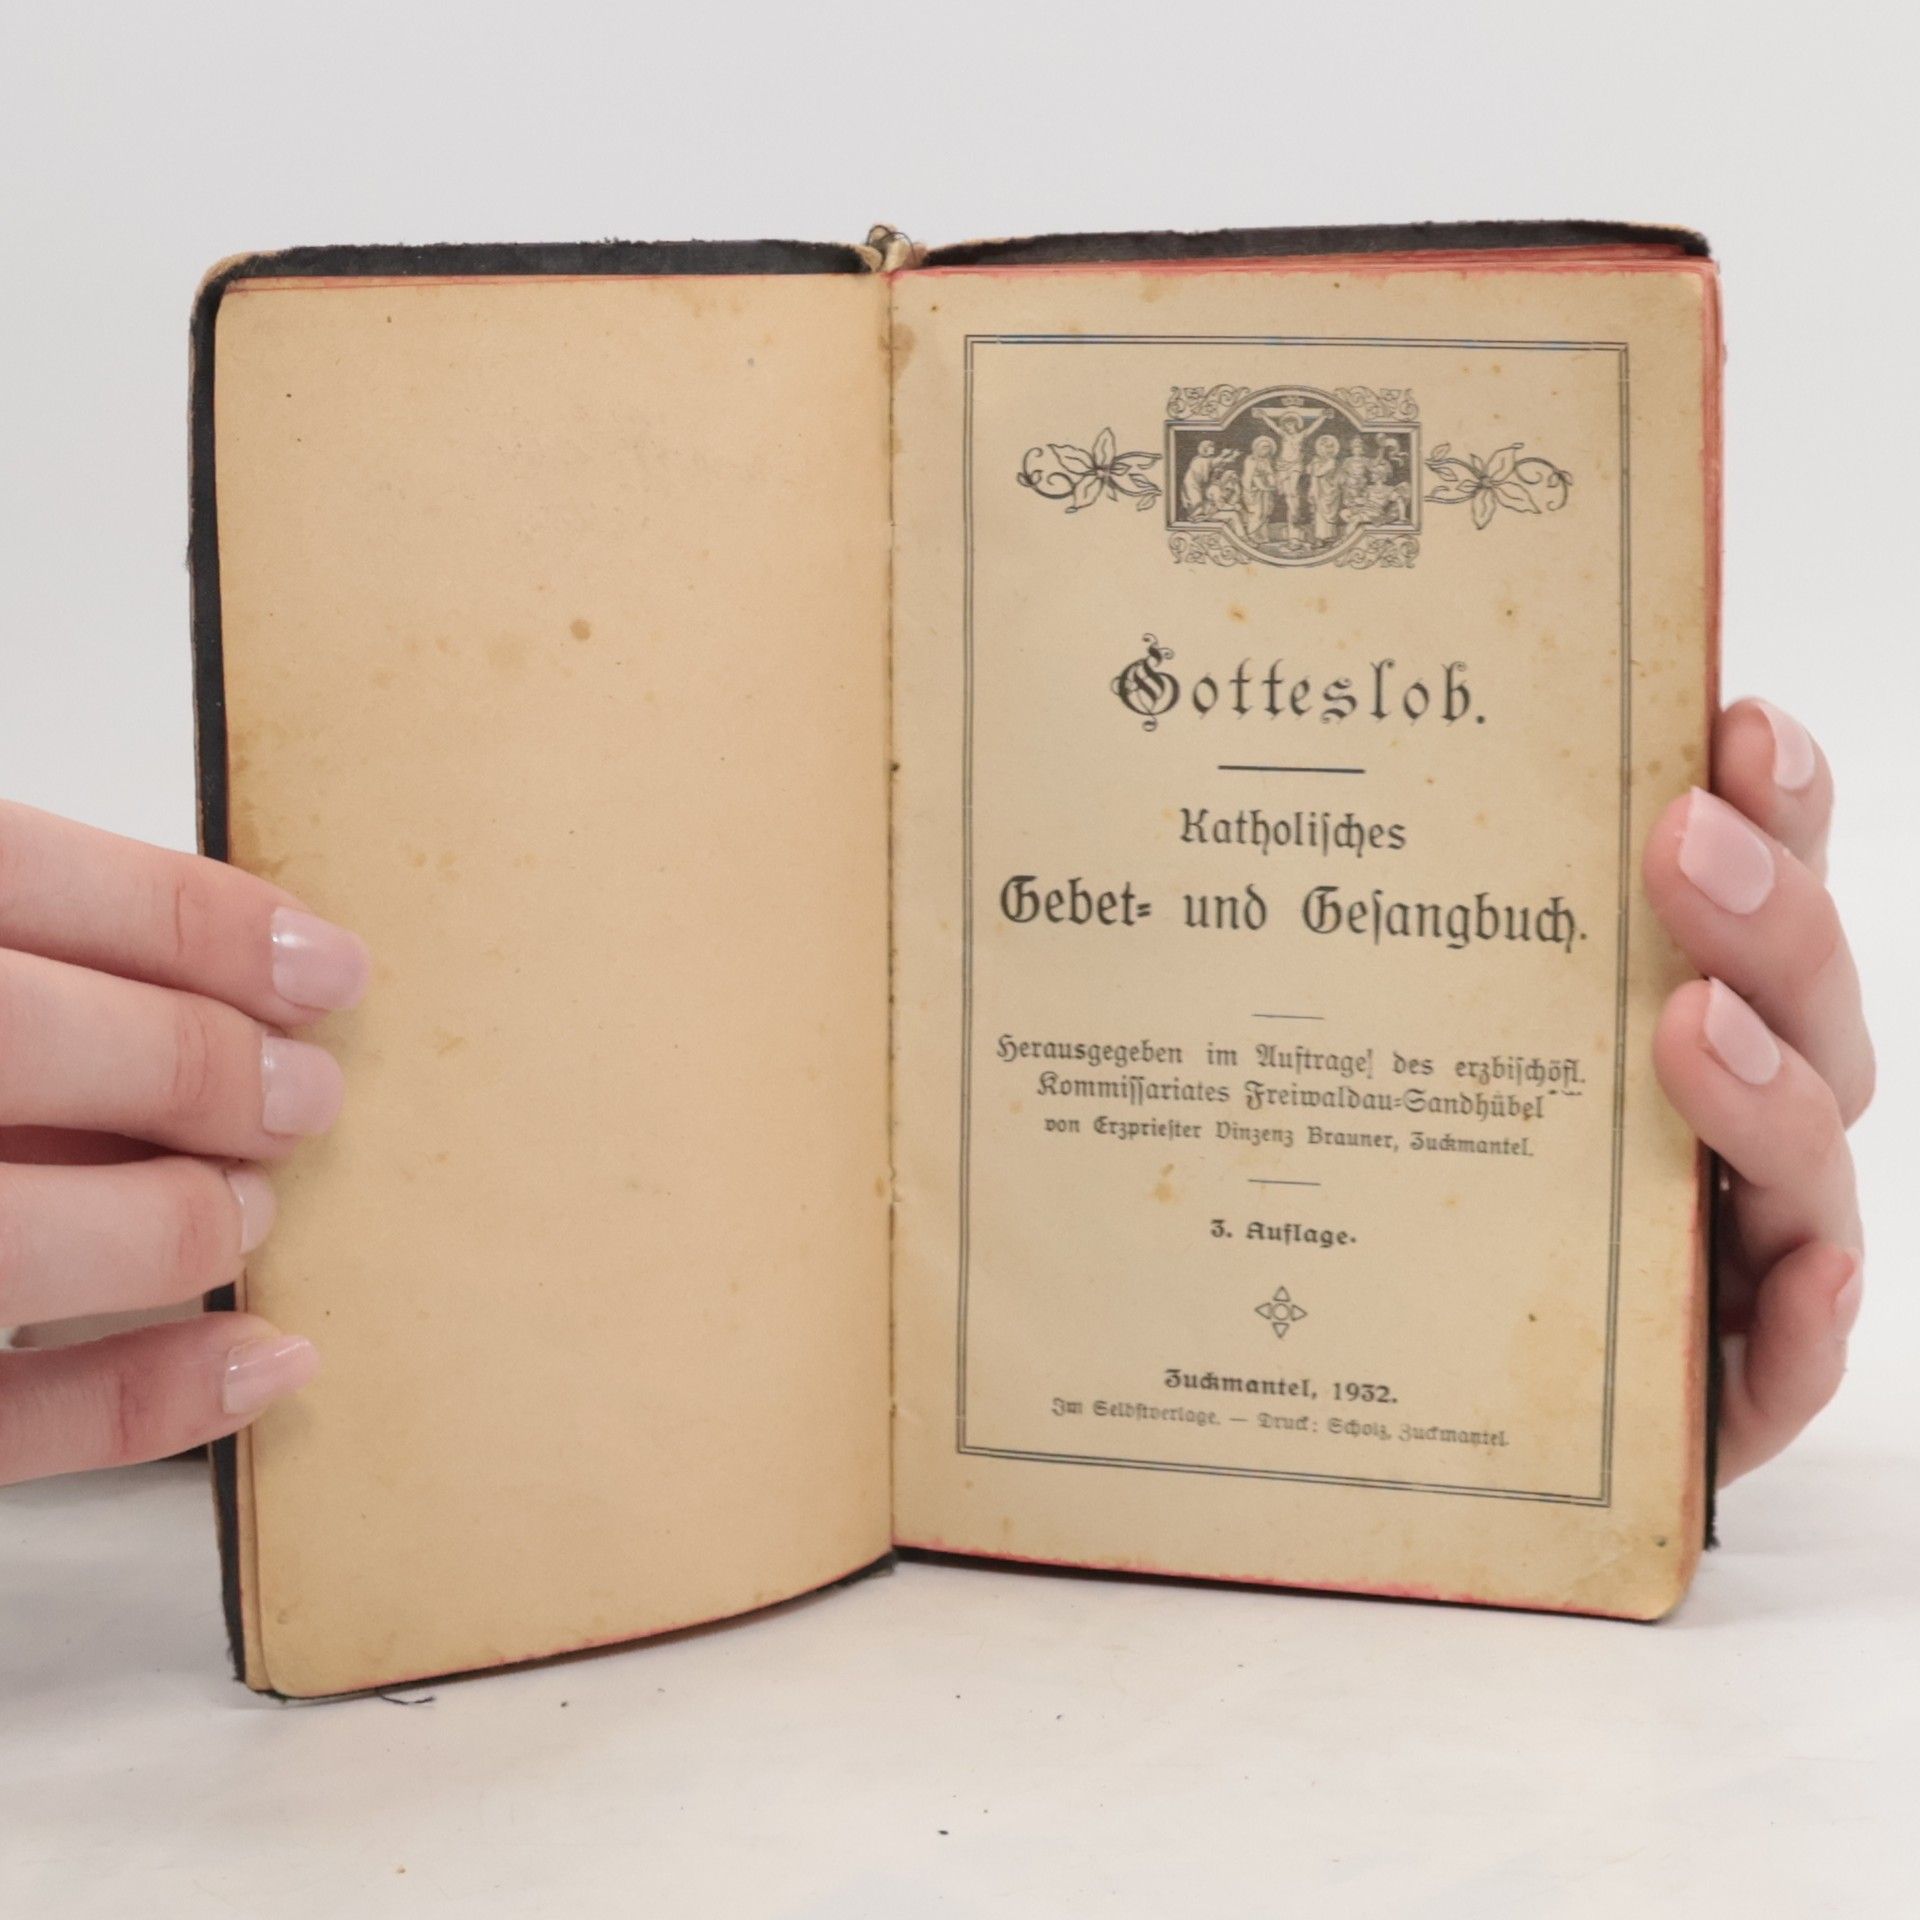 Gotteslob.
Katholiſches
Gebet⸗ und Geſangbuch.
Herausgegeben im Auftrage des erzbiſchöfl.
Kommiſſariates Freiwaldau⸗Sandhübel
von Erzprieſter Vinzenz Brauner, Zuckmantel.
3. Auflage.
Zuckmantel, 1932.
Im Selbſtverlage. — Druck: Scholz, Zuckmantel.